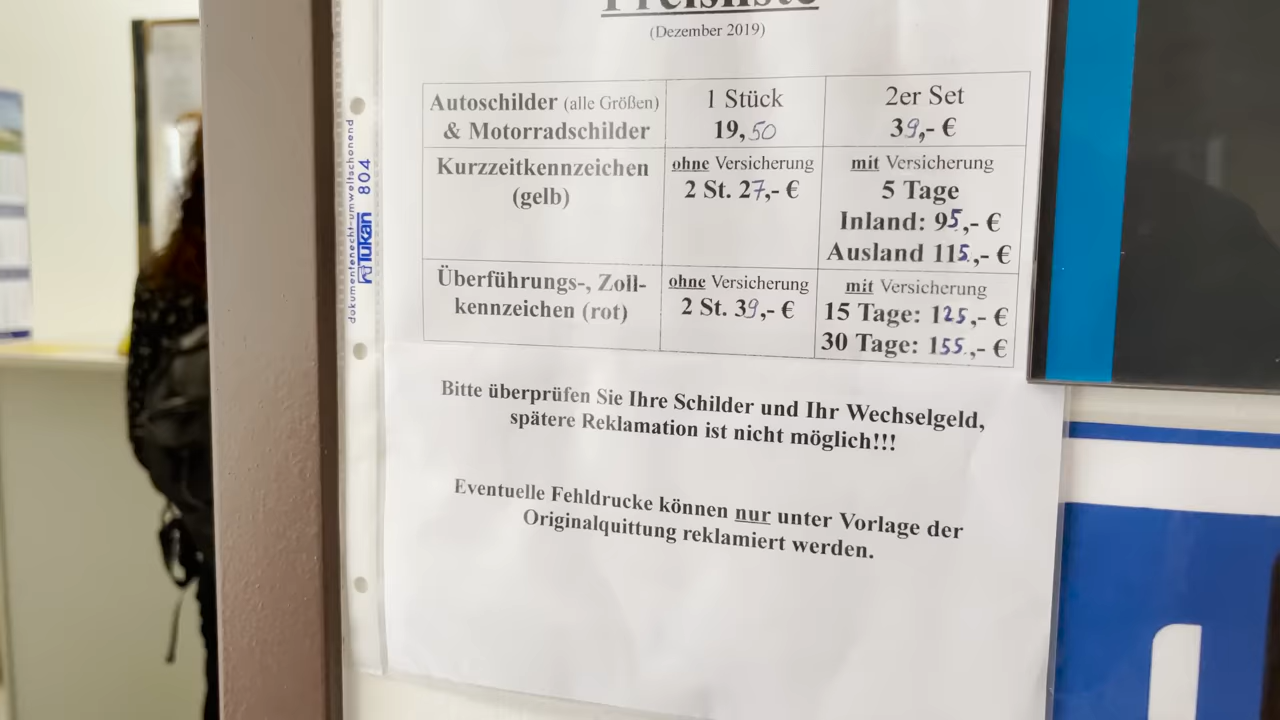 Preisliste
(Dezember 2019)
Autoschilder (alle Größen)
& Motorradschilder
1 Stück
19,50
2er Set
39,- €
Kurzzeitkennzeichen
(gelb)
ohne Versicherung
2 St. 27,- €
mit Versicherung
5 Tage
Inland: 95,- €
Ausland 115,- €
Überführungs-, Zoll-
kennzeichen (rot)
ohne Versicherung
2 St. 39,- €
mit Versicherung
15 Tage: 125,- €
30 Tage: 155,- €
Bitte überprüfen Sie Ihre Schilder und Ihr Wechselgeld,
spätere Reklamation ist nicht möglich!!!
Eventuelle Fehldrucke können nur unter Vorlage der
Originalquittung reklamiert werden.
dokumentenecht-umweltschonend
Tukan 804